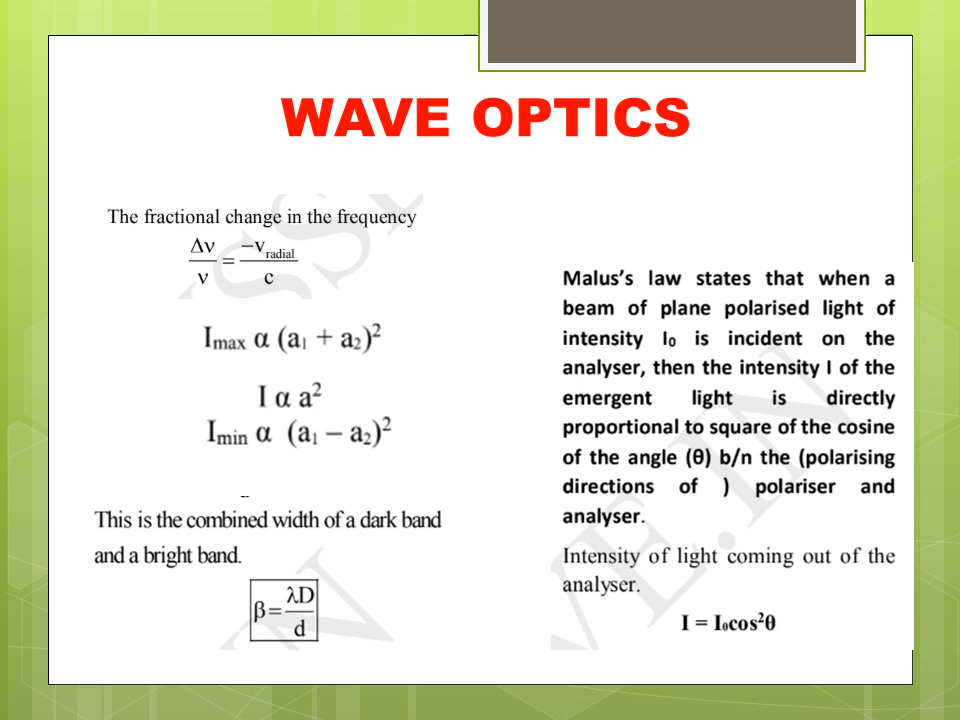 WAVE OPTICS
The fractional change in the frequency
Δν/ν = −v_radial/c
Imax α (a₁ + a₂)²
I α a²
Imin α (a₁ – a₂)²
This is the combined width of a dark band
and a bright band.
β = λD/d
Malus's law states that when a
beam of plane polarised light of
intensity I₀ is incident on the
analyser, then the intensity I of the
emergent light is directly
proportional to square of the cosine
of the angle (θ) b/n the (polarising
directions of ) polariser and
analyser.
Intensity of light coming out of the
analyser.
I = I₀cos²θ